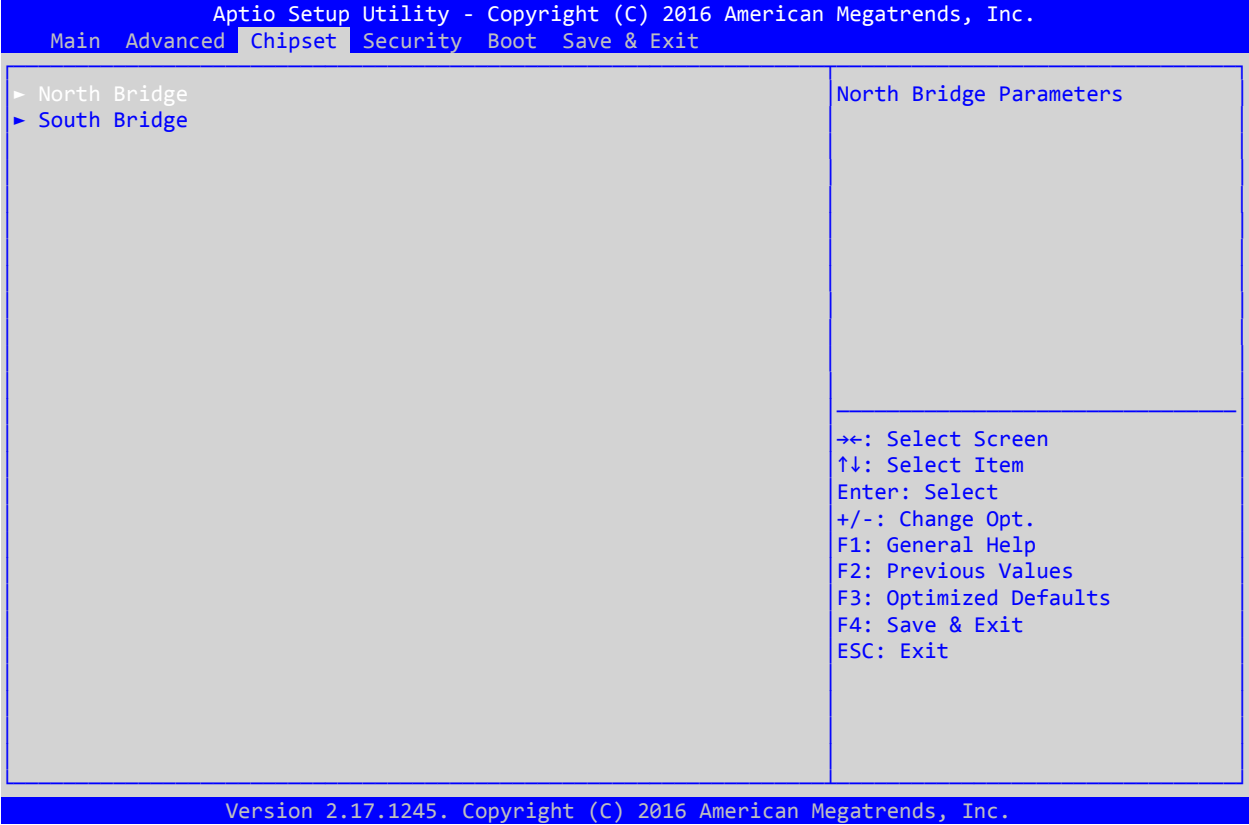 Aptio Setup Utility - Copyright (C) 2016 American Megatrends, Inc.
Main Advanced Chipset Security Boot Save & Exit
► North Bridge
► South Bridge
North Bridge Parameters
→←: Select Screen
↑↓: Select Item
Enter: Select
+/-: Change Opt.
F1: General Help
F2: Previous Values
F3: Optimized Defaults
F4: Save & Exit
ESC: Exit
Version 2.17.1245. Copyright (C) 2016 American Megatrends, Inc.